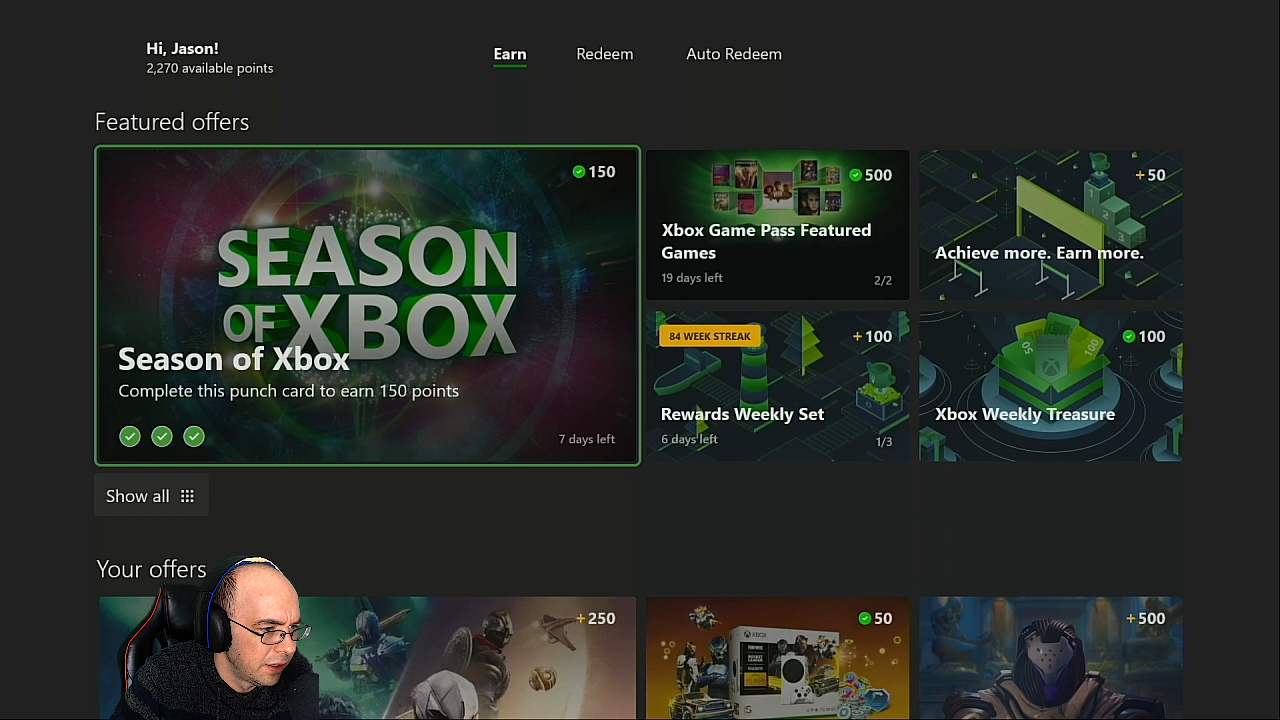 Hi, Jason!
2,270 available points
Earn
Redeem
Auto Redeem
Featured offers
150
SEASON
OF XBOX
Season of Xbox
Complete this punch card to earn 150 points
7 days left
500
Xbox Game Pass Featured
Games
19 days left
2/2
+50
Achieve more. Earn more.
84 WEEK STREAK
+100
Rewards Weekly Set
6 days left
1/3
100
50
100
Xbox Weekly Treasure
Show all
Your offers
+250
50
XBOX
+500